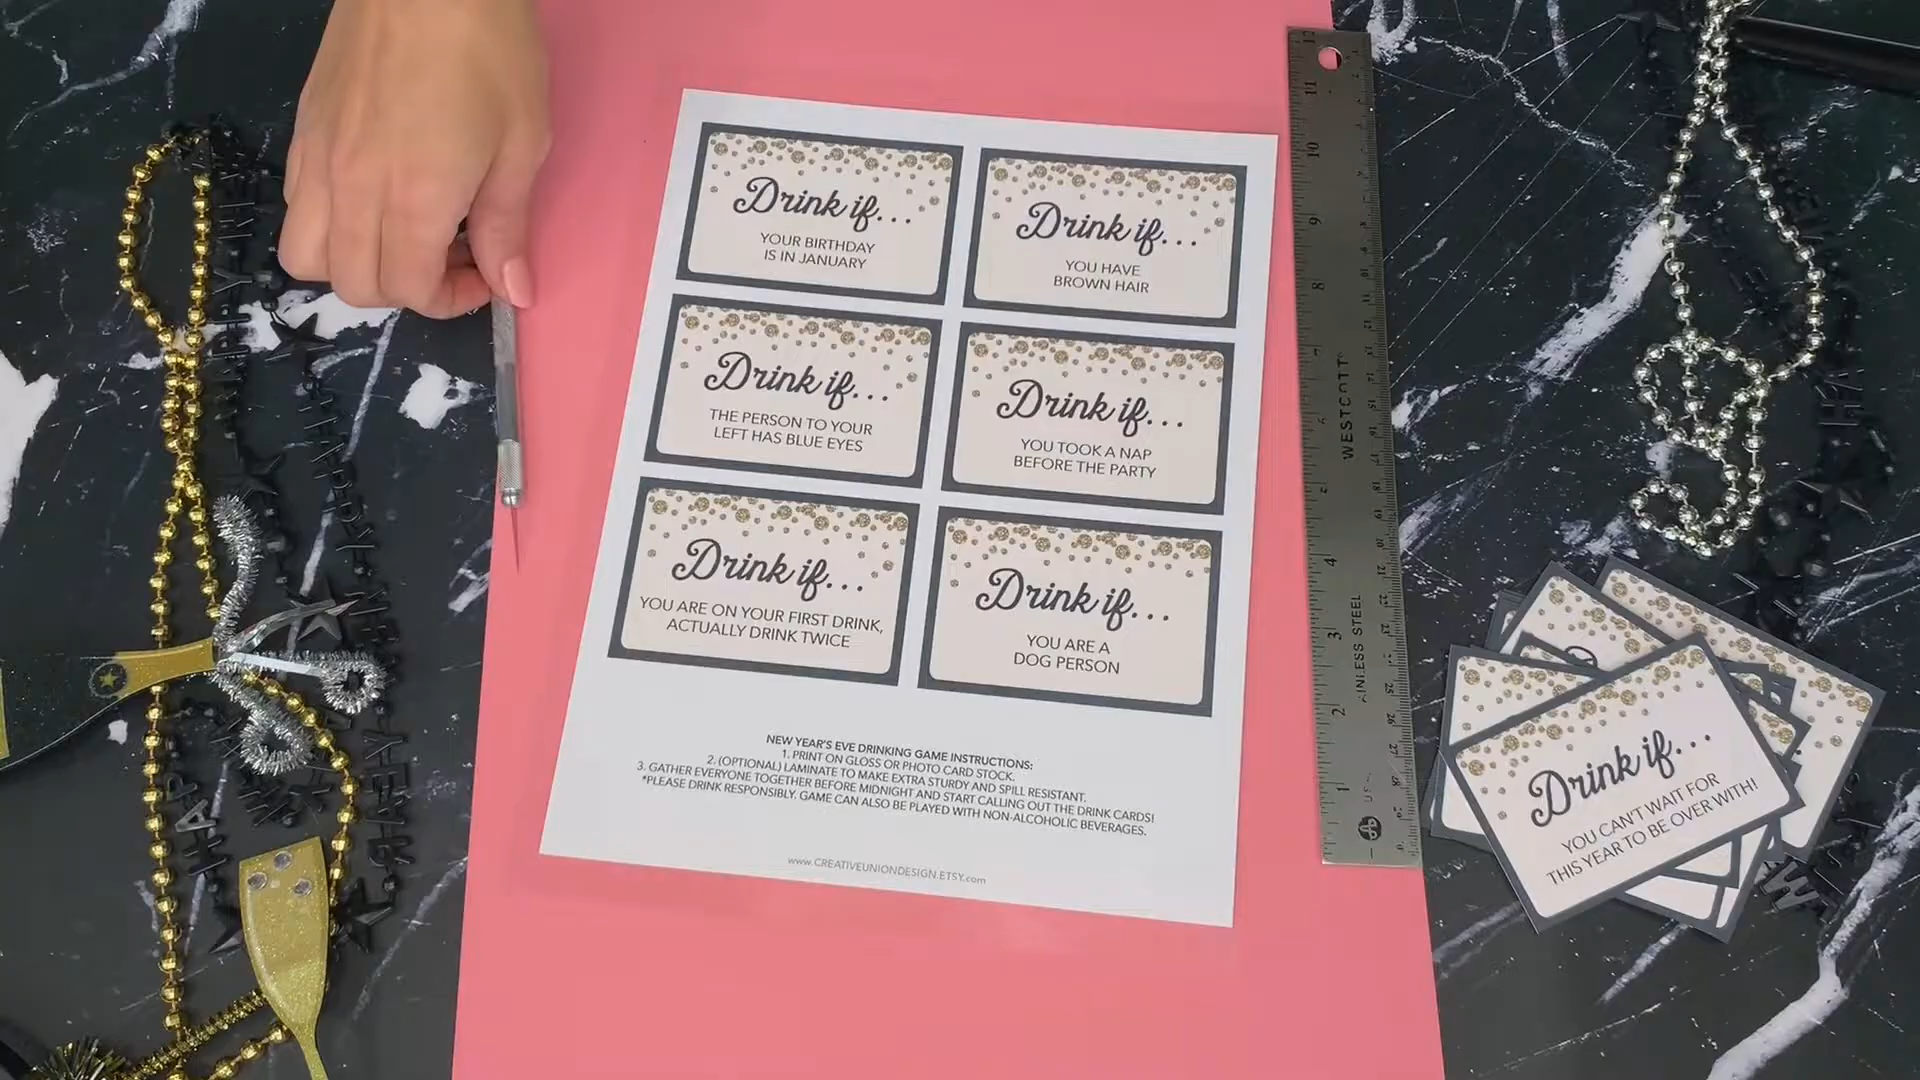 Drink if...
YOUR BIRTHDAY
IS IN JANUARY
Drink if...
YOU HAVE
BROWN HAIR
Drink if...
THE PERSON TO YOUR
LEFT HAS BLUE EYES
Drink if...
YOU TOOK A NAP
BEFORE THE PARTY
Drink if...
YOU ARE ON YOUR FIRST DRINK,
ACTUALLY DRINK TWICE
Drink if...
YOU ARE A
DOG PERSON
NEW YEAR'S EVE DRINKING GAME INSTRUCTIONS:
1. PRINT ON GLOSS OR PHOTO CARD STOCK.
2. (OPTIONAL) LAMINATE TO MAKE EXTRA STURDY AND SPILL RESISTANT.
3. GATHER EVERYONE TOGETHER BEFORE MIDNIGHT AND START CALLING OUT THE DRINK CARDS!
*PLEASE DRINK RESPONSIBLY. GAME CAN ALSO BE PLAYED WITH NON-ALCOHOLIC BEVERAGES.
www.CREATIVEUNIONDESIGN.ETSY.com
WESTCOTT
Drink if...
YOU CAN'T WAIT FOR
THIS YEAR TO BE OVER WITH!